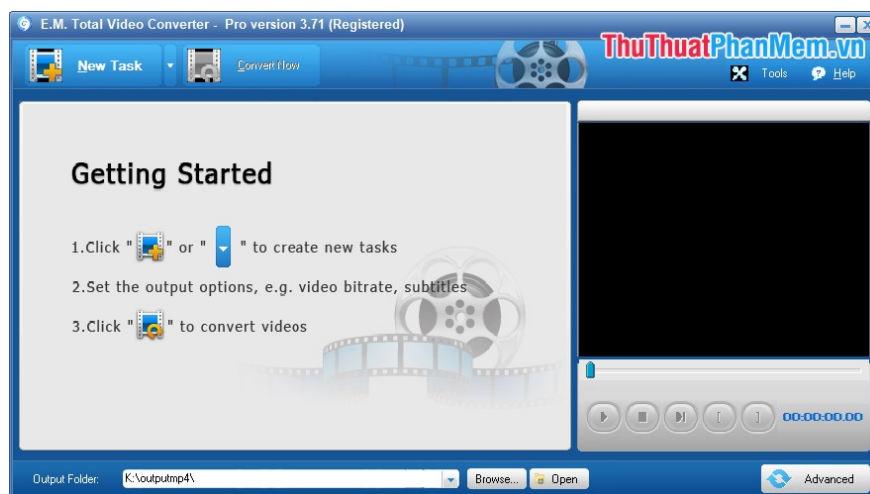 E.M. Total Video Converter - Pro version 3.71 (Registered)
ThuThuatPhanMem.vn
New Task
Convert Now
Tools
Help
Getting Started
1.Click " " or " " to create new tasks
2.Set the output options, e.g. video bitrate, subtitles
3.Click " " to convert videos
[
]
00:00:00.00
Output Folder:
K:\outputmp4\
Browse...
Open
Advanced